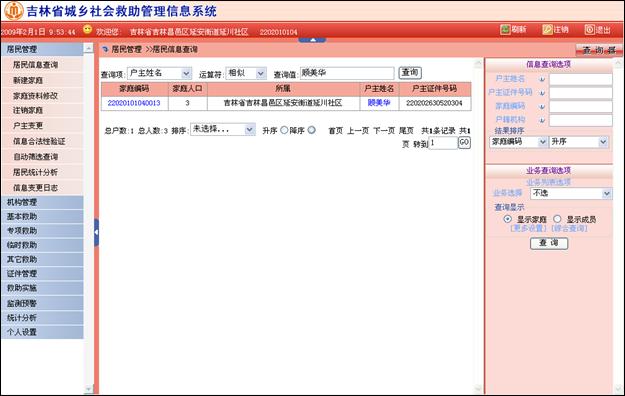 吉林省城乡社会救助管理信息系统
2009年2月1日 9:53:44 欢迎您: 吉林省吉林昌邑区延安街道延川社区 2202010104 刷新 注销 退出
居民管理
居民信息查询
新建家庭
家庭资料修改
注销家庭
户主变更
信息合法性验证
自动筛选查询
居民统计分析
信息变更日志
机构管理
基本救助
专项救助
临时救助
其它救助
证件管理
救助实施
监测预警
统计分析
个人设置
居民管理 >>居民信息查询
查询项: 户主姓名 运算符: 相似 查询值: 顾美华 查询
家庭编码 家庭人口 所属 户主姓名 户主证件号码
22020101040013 3 吉林省吉林昌邑区延安街道延川社区 顾美华 220202630520304
总户数:1 总人数:3 排序: 未选择... 升序 降序 首页 上一页 下一页 尾页 共1条记录 共1
页 转到 1 GO
查询器
信息查询选项
户主姓名
户主证件号码
家庭编码
户籍机构
结果排序
家庭编码 升序
业务查询选项
业务列表选项
业务选择 不选
查询显示
显示家庭 显示成员
[更多设置] [综合查询]
查询